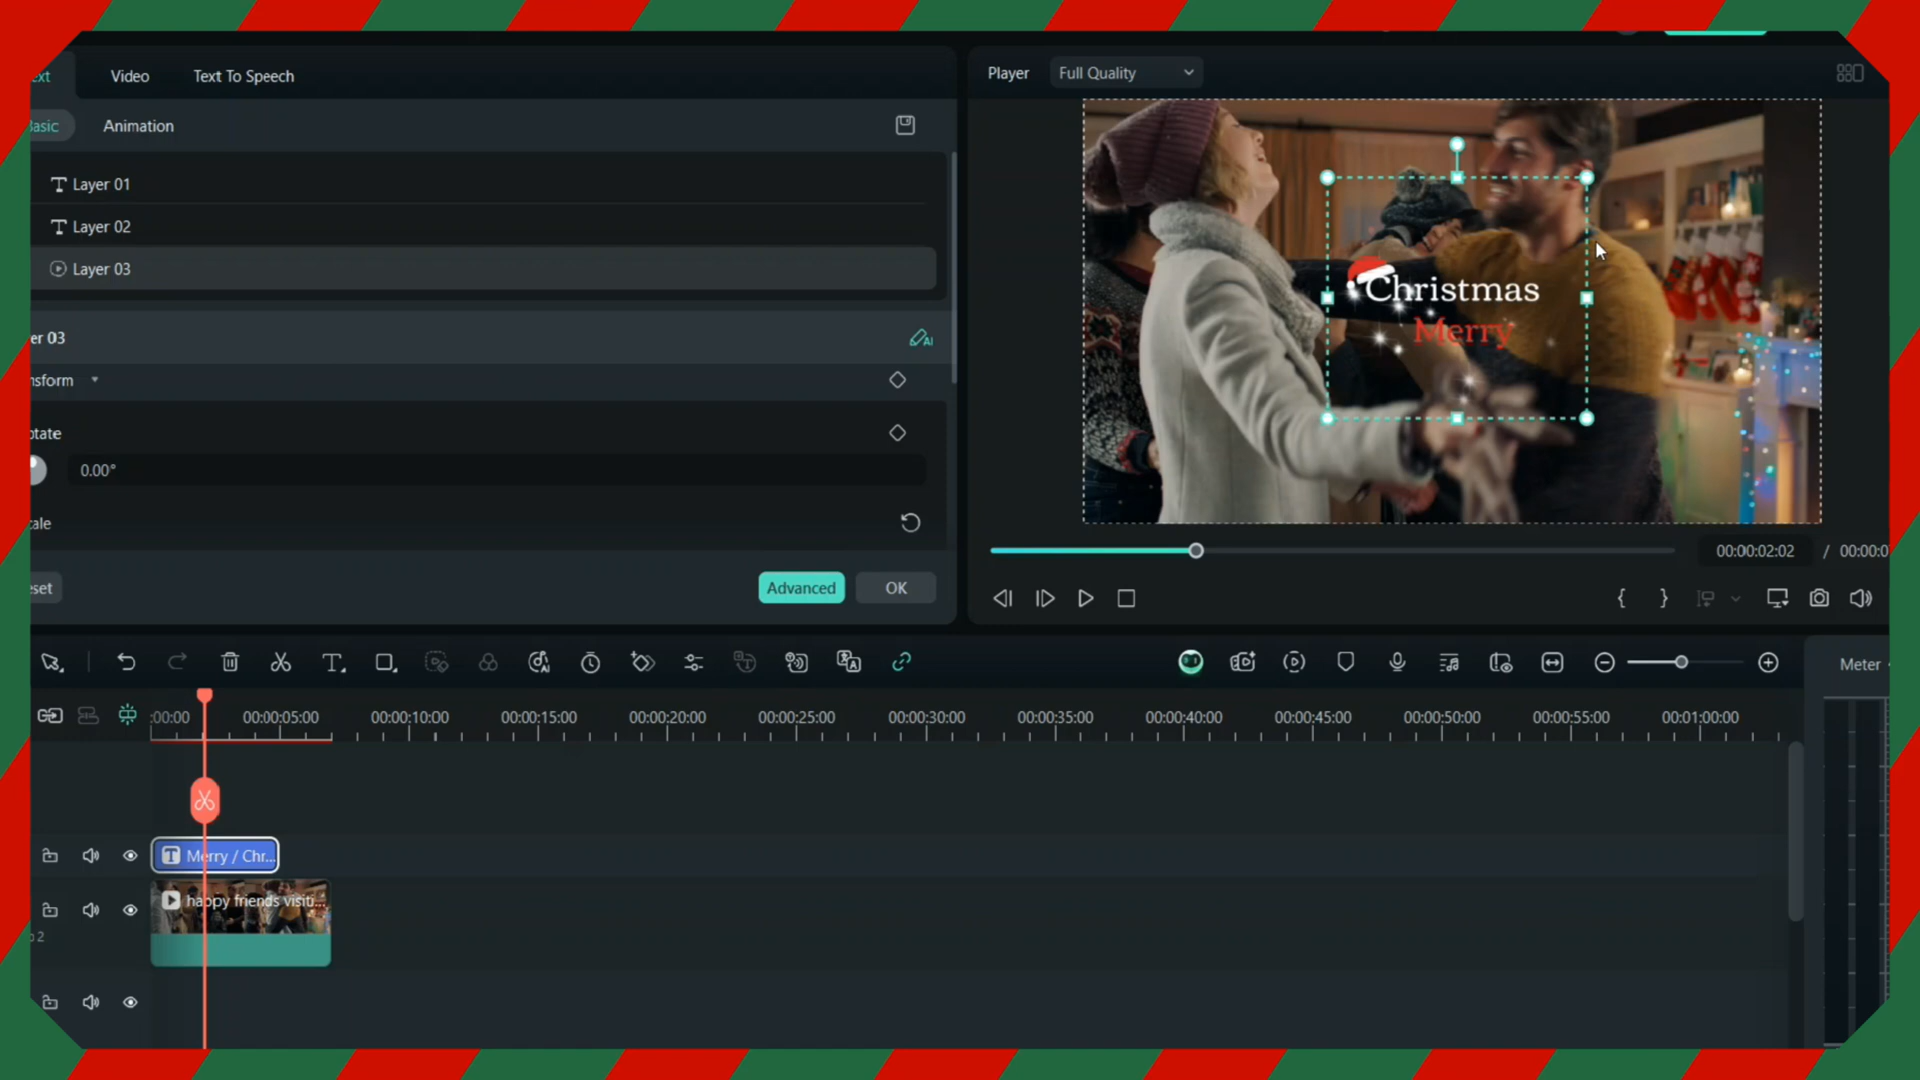 ext
Video
Text To Speech
Basic
Animation
Layer 01
Layer 02
Layer 03
er 03
nsform
otate
0.00°
ale
eset
Advanced
OK
Player
Full Quality
Christmas
Merry
00:00:02:02 / 00:00:0
Meter
:00:00
00:00:05:00
00:00:10:00
00:00:15:00
00:00:20:00
00:00:25:00
00:00:30:00
00:00:35:00
00:00:40:00
00:00:45:00
00:00:50:00
00:00:55:00
00:01:00:00
Merry / Chr...
happy friends visiti...
o 2